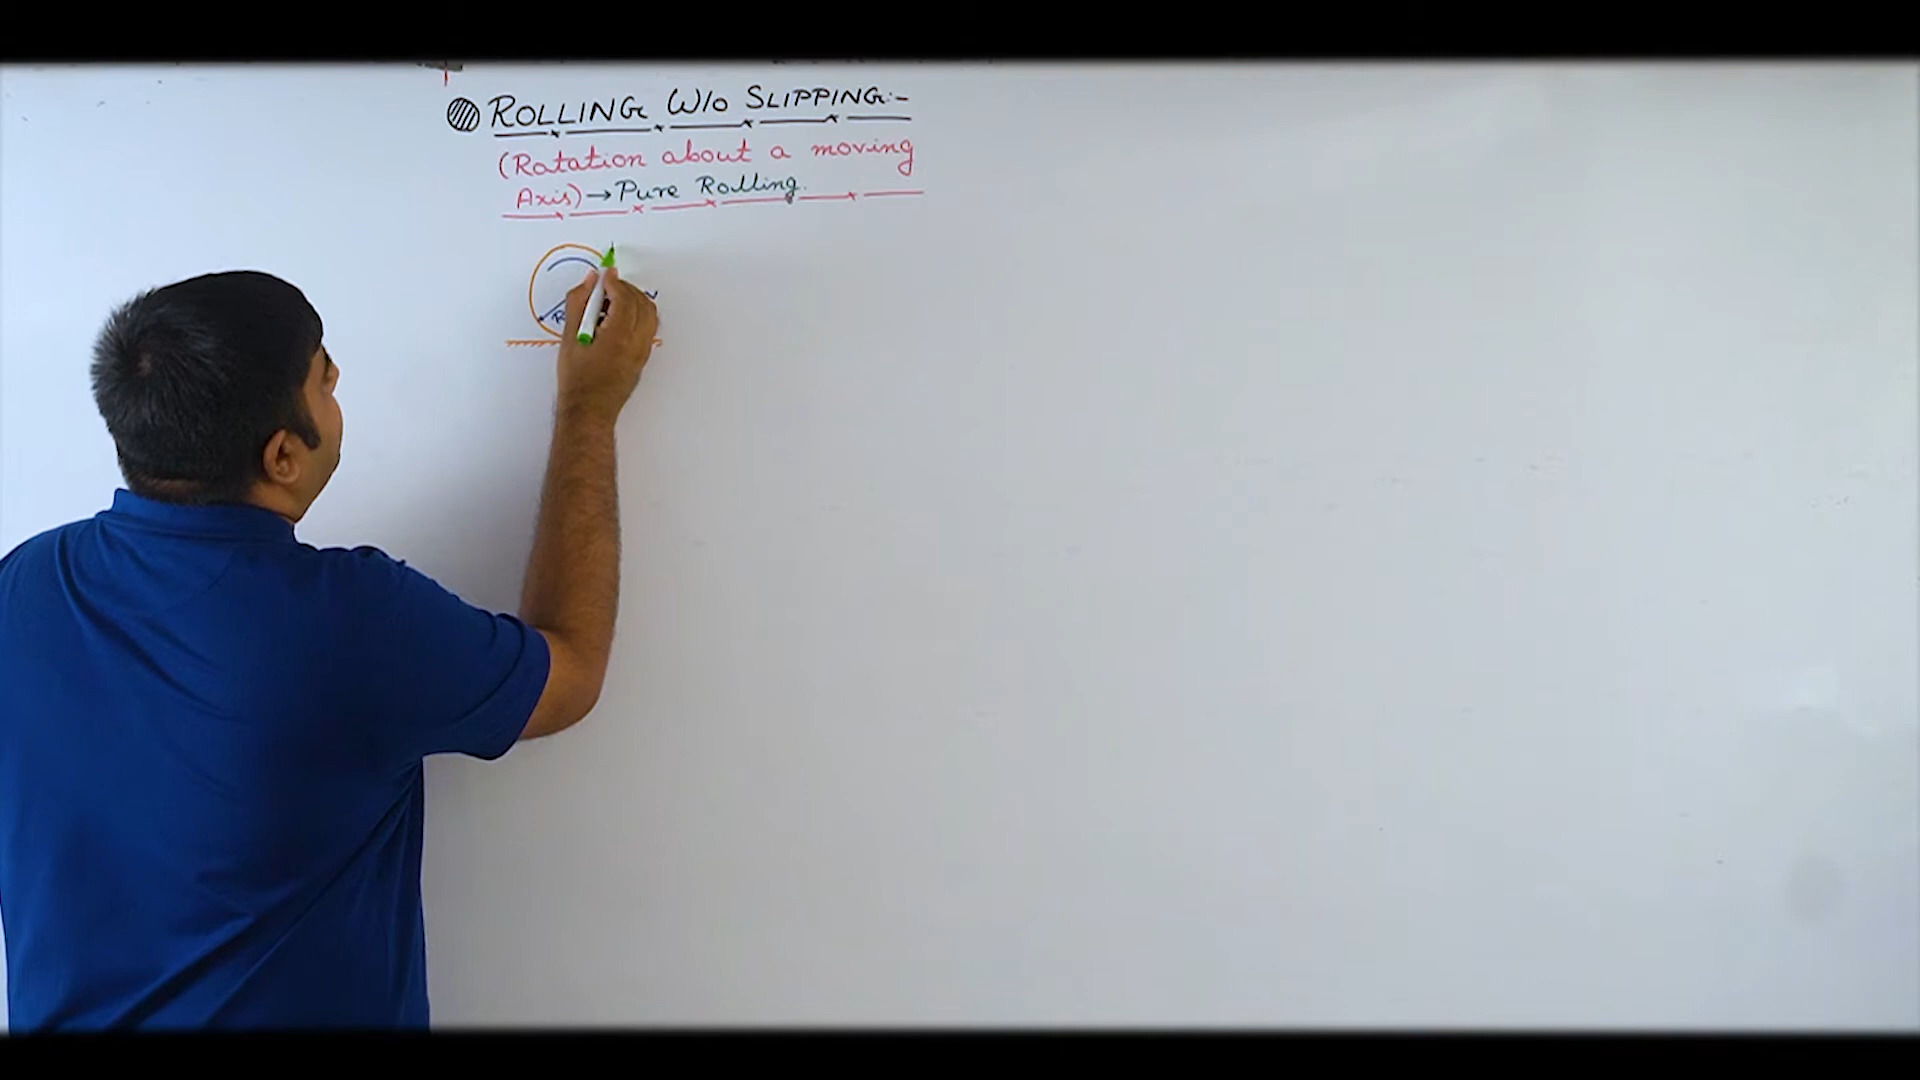 ROLLING W/o SLIPPING:-
(Rotation about a moving
Axis)→Pure Rolling.
V
R